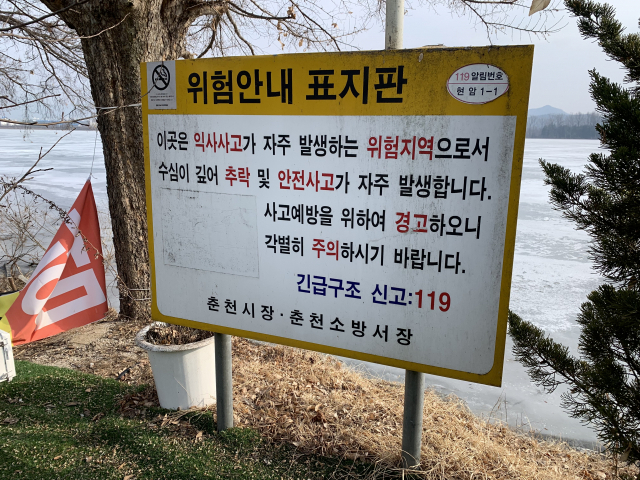 위험안내 표지판
119알림번호
현암 1-1
이곳은 익사사고가 자주 발생하는 위험지역으로서
수심이 깊어 추락 및 안전사고가 자주 발생합니다.
사고예방을 위하여 경고하오니
각별히 주의하시기 바랍니다.
긴급구조 신고:119
춘천시장·춘천소방서장